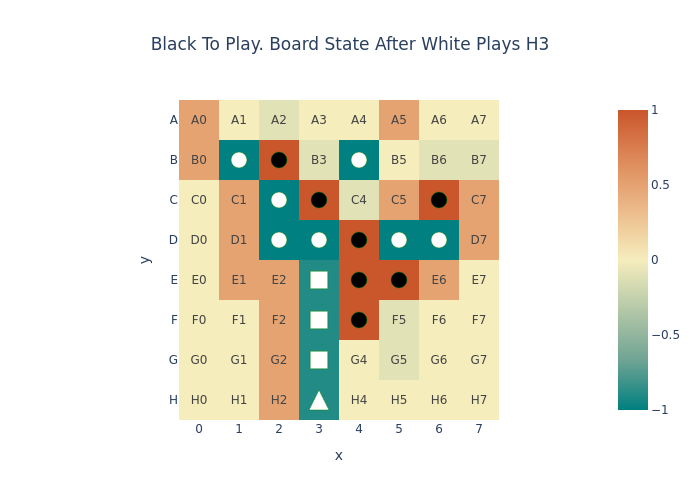 Black To Play. Board State After White Plays H3
A A0 A1 A2 A3 A4 A5 A6 A7
B B0 B3 B5 B6 B7
C C0 C1 C4 C5 C7
D D0 D1 D7
E E0 E1 E2 E6 E7
F F0 F1 F2 F5 F6 F7
G G0 G1 G2 G4 G5 G6 G7
H H0 H1 H2 H4 H5 H6 H7
0 1 2 3 4 5 6 7
x
y
1
0.5
0
−0.5
−1